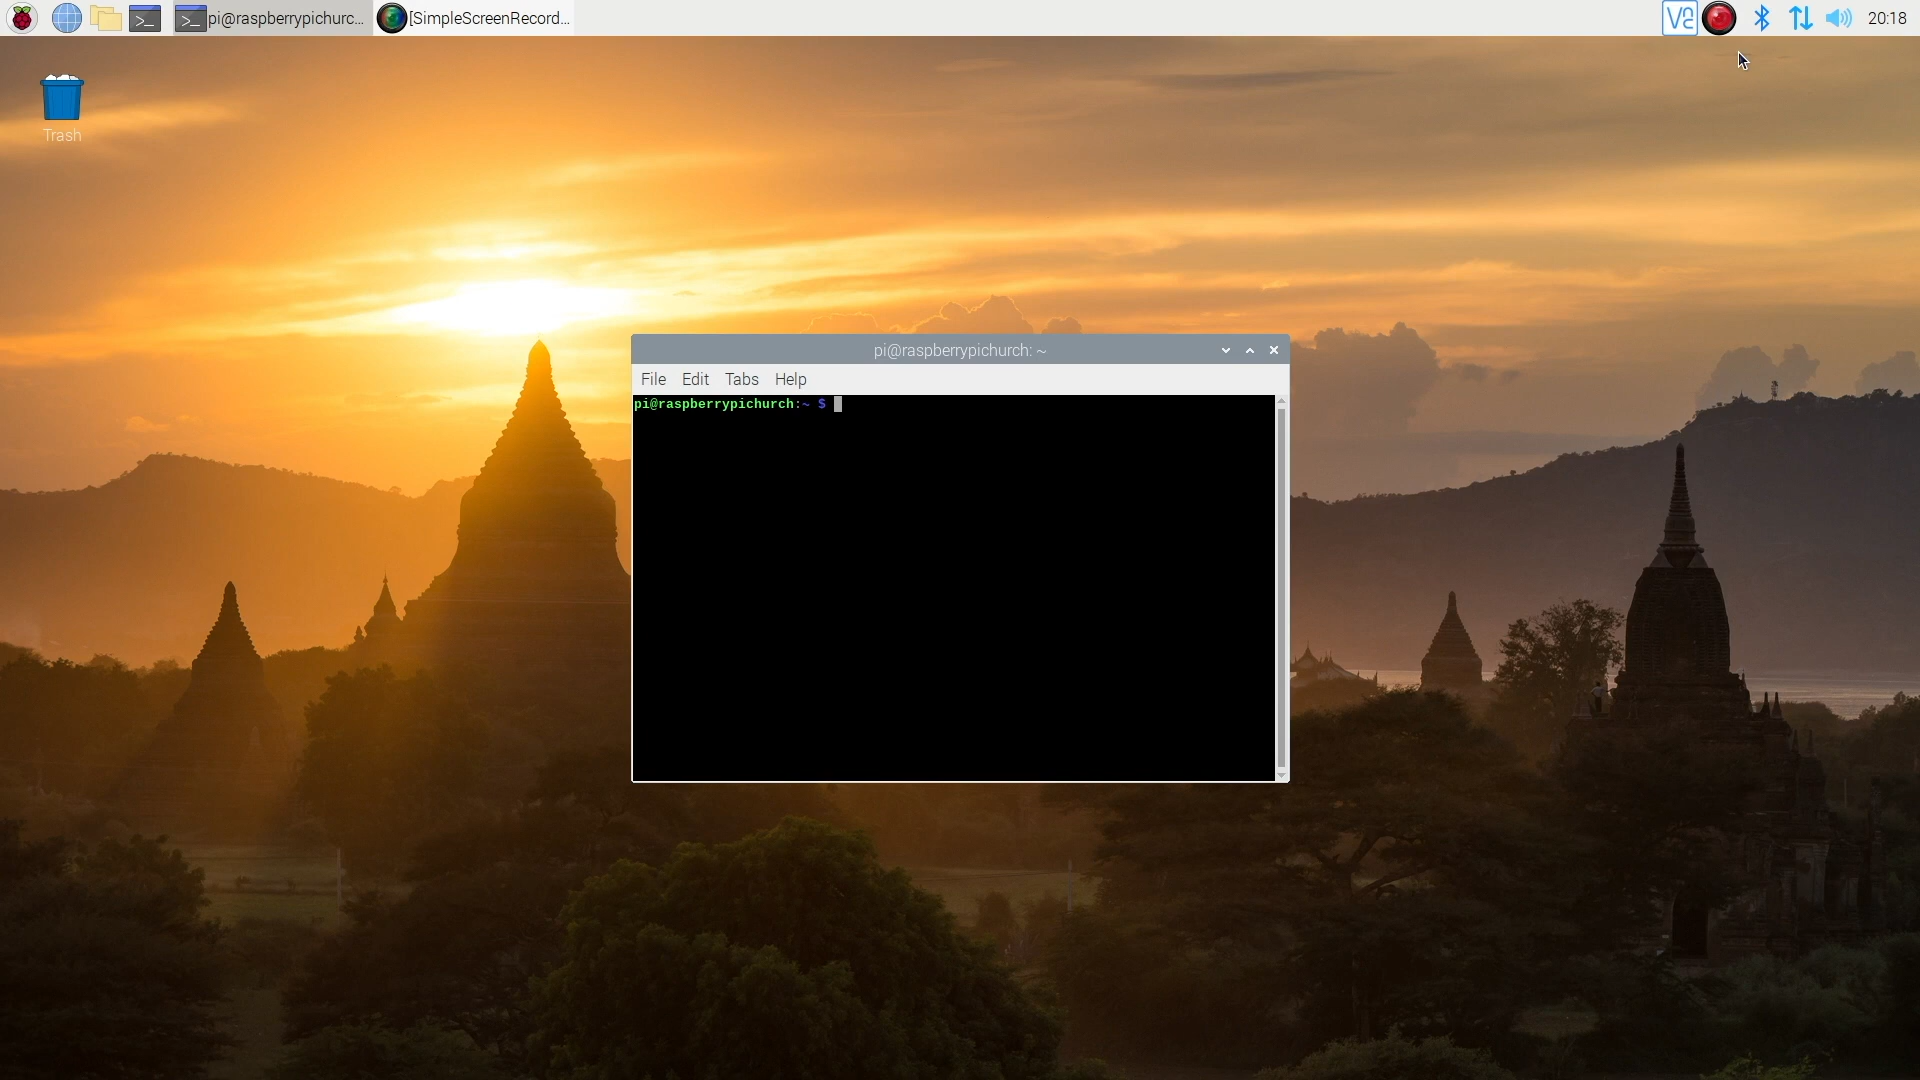 pi@raspberrypichurc...
[SimpleScreenRecord...
20:18
Trash
pi@raspberrypichurch: ~
File Edit Tabs Help
pi@raspberrypichurch:~ $